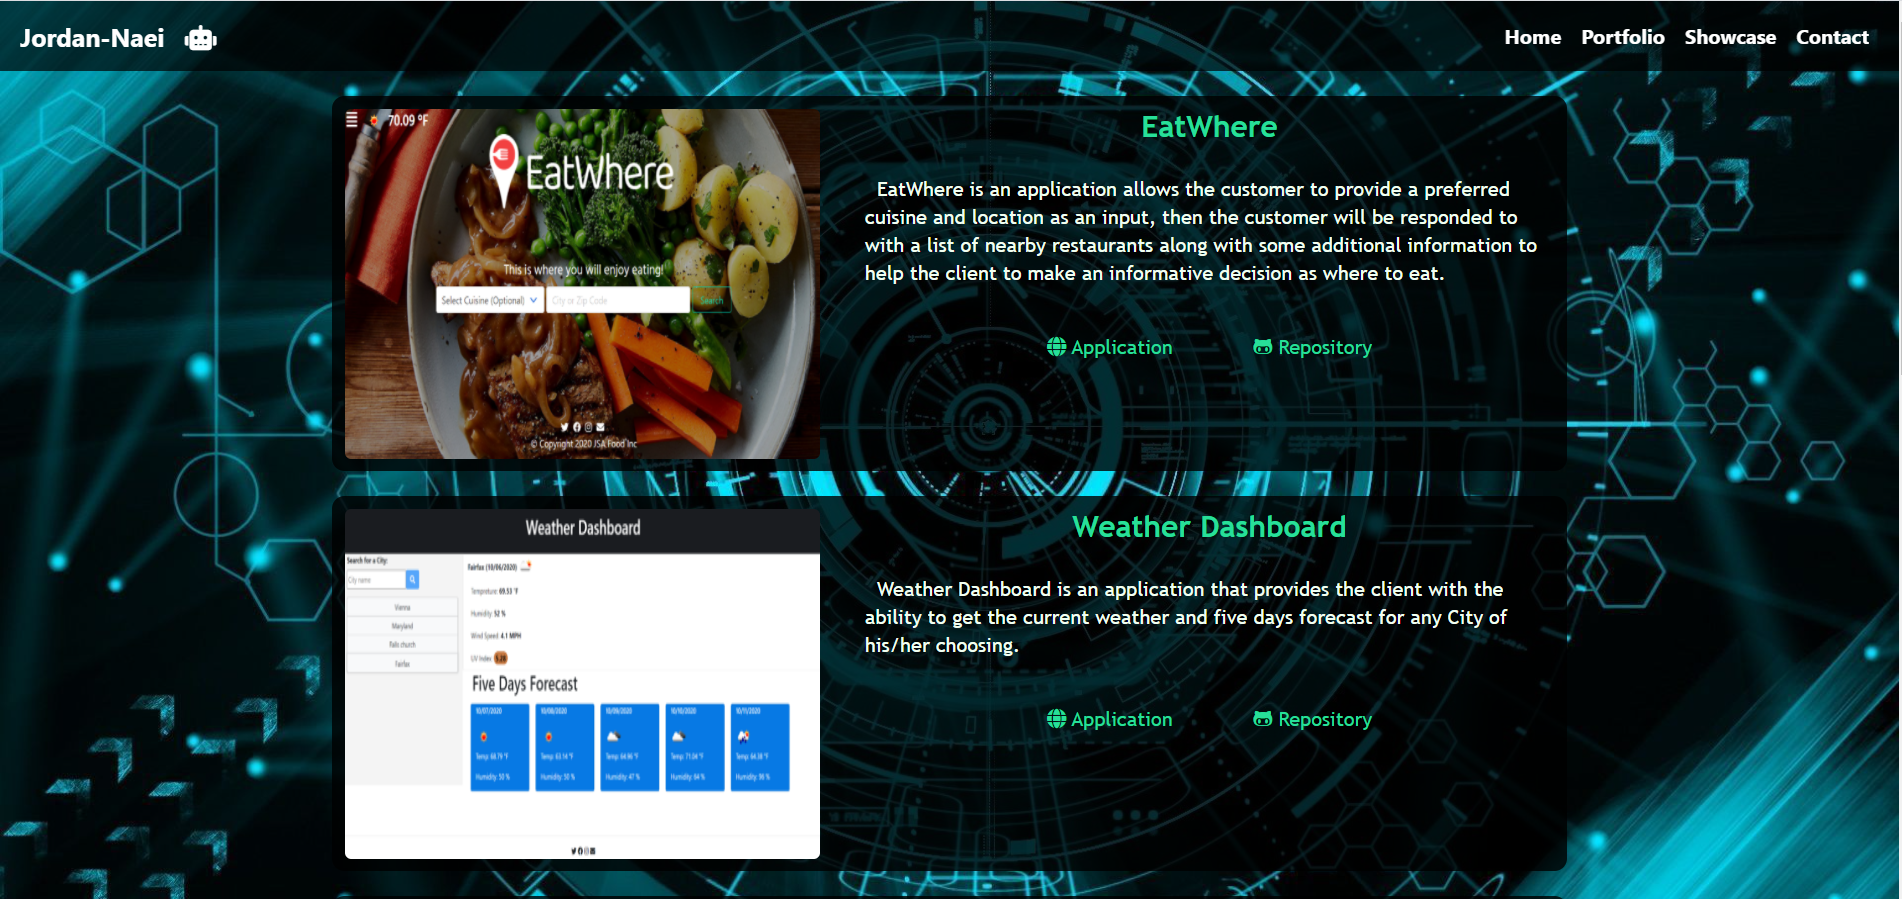 Jordan-Naei
Home Portfolio Showcase Contact
70.09 °F
EatWhere
This is where you will enjoy eating!
Select Cuisine (Optional) City or Zip Code Search
© Copyright 2020 JSA Food Inc
EatWhere
EatWhere is an application allows the customer to provide a preferred
cuisine and location as an input, then the customer will be responded to
with a list of nearby restaurants along with some additional information to
help the client to make an informative decision as where to eat.
Application Repository
Weather Dashboard
Search for a City:
City name
Vienna
Maryland
Falls church
Fairfax
Fairfax (10/06/2020)
Tempreture: 69.53 °F
Humidity: 52 %
Wind Speed: 4.1 MPH
UV Index: 5.28
Five Days Forecast
10/07/2020 10/08/2020 10/09/2020 10/10/2020 10/11/2020
Temp: 68.79 °F Temp: 63.14 °F Temp: 64.96 °F Temp: 71.04 °F Temp: 64.38 °F
Humidity: 50 % Humidity: 50 % Humidity: 47 % Humidity: 64 % Humidity: 96 %
Weather Dashboard
Weather Dashboard is an application that provides the client with the
ability to get the current weather and five days forecast for any City of
his/her choosing.
Application Repository